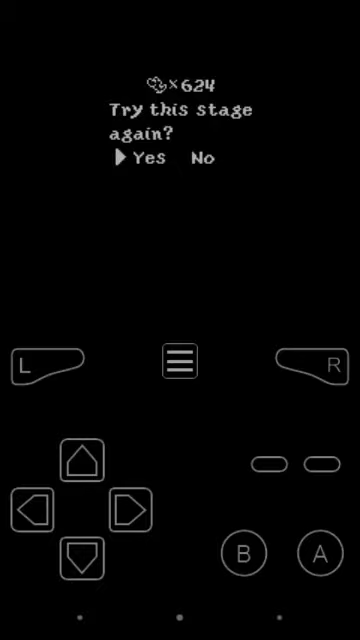 ×624
Try this stage
again?
Yes No
L
R
B
A